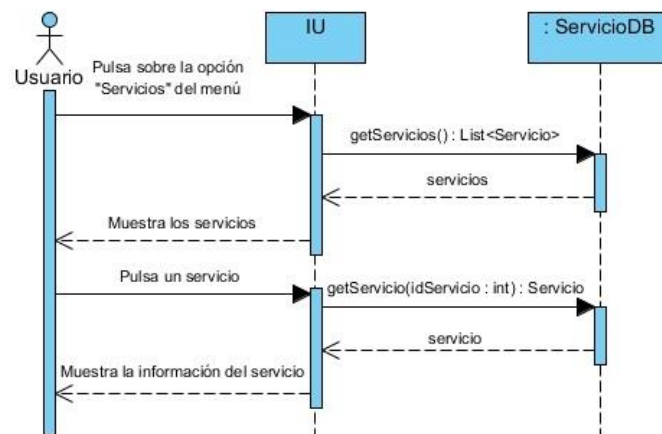 IU
: ServicioDB
Usuario
Pulsa sobre la opción
"Servicios" del menú
getServicios() : List<Servicio>
servicios
Muestra los servicios
Pulsa un servicio
getServicio(idServicio : int) : Servicio
servicio
Muestra la información del servicio